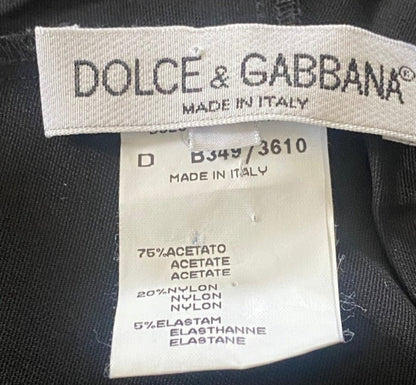 DOLCE & GABBANA®
MADE IN ITALY
D B349/3610
MADE IN ITALY
75%ACETATO
ACETATE
ACETATE
20%NYLON
NYLON
NYLON
5%ELASTAM
ELASTHANNE
ELASTANE